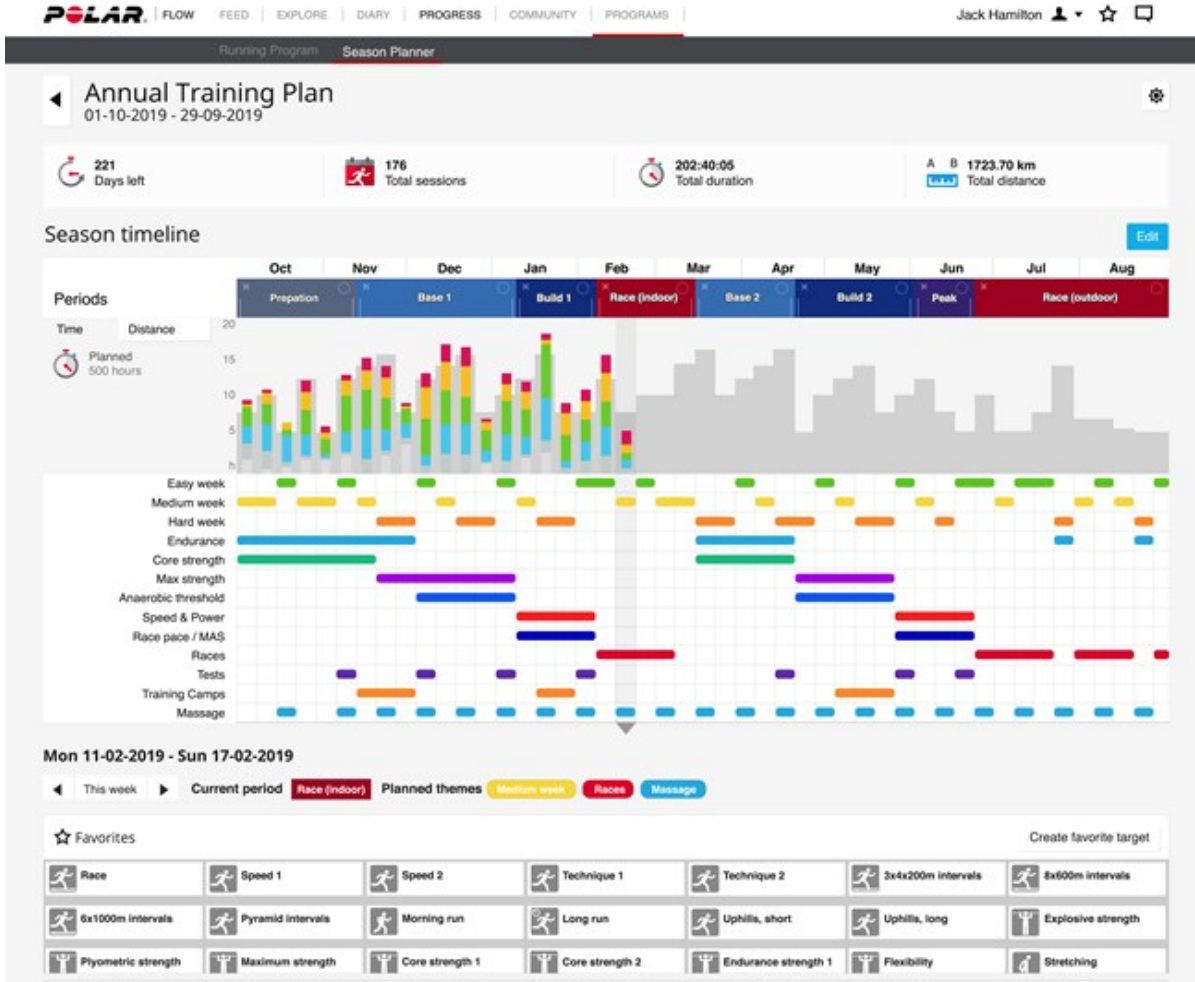 POLAR. FLOW FEED EXPLORE DIARY PROGRESS COMMUNITY PROGRAMS Jack Hamilton
Running Program Season Planner
Annual Training Plan
01-10-2019 - 29-09-2019
221
Days left
176
Total sessions
202:40:05
Total duration
A B
1723.70 km
Total distance
Season timeline
Edit
Oct Nov Dec Jan Feb Mar Apr May Jun Jul Aug
Periods Prepation Base 1 Build 1 Race (indoor) Base 2 Build 2 Peak Race (outdoor)
Time Distance
Planned
500 hours
20
15
10
5
h
Easy week
Medium week
Hard week
Endurance
Core strength
Max strength
Anaerobic threshold
Speed & Power
Race pace / MAS
Races
Tests
Training Camps
Massage
Mon 11-02-2019 - Sun 17-02-2019
This week Current period Race (indoor) Planned themes Medium week Races Massage
Favorites Create favorite target
Race Speed 1 Speed 2 Technique 1 Technique 2 3x4x200m intervals 8x600m intervals
6x1000m intervals Pyramid intervals Morning run Long run Uphills, short Uphills, long Explosive strength
Plyometric strength Maximum strength Core strength 1 Core strength 2 Endurance strength 1 Flexibility Stretching